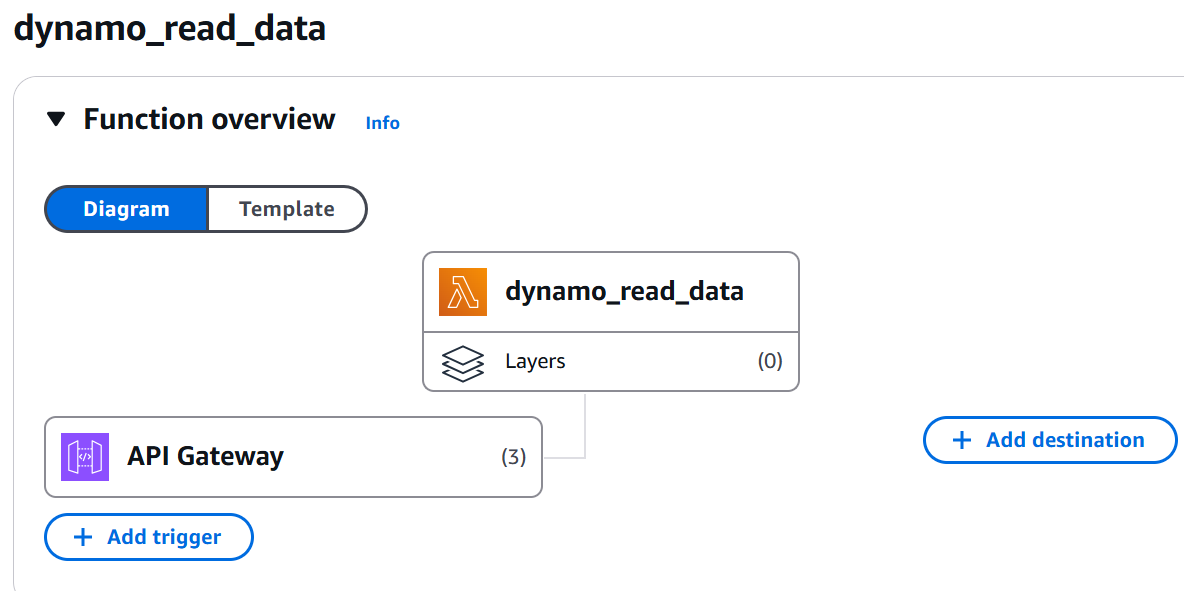 dynamo_read_data
Function overview Info
Diagram Template
dynamo_read_data
Layers (0)
API Gateway (3)
+ Add destination
+ Add trigger